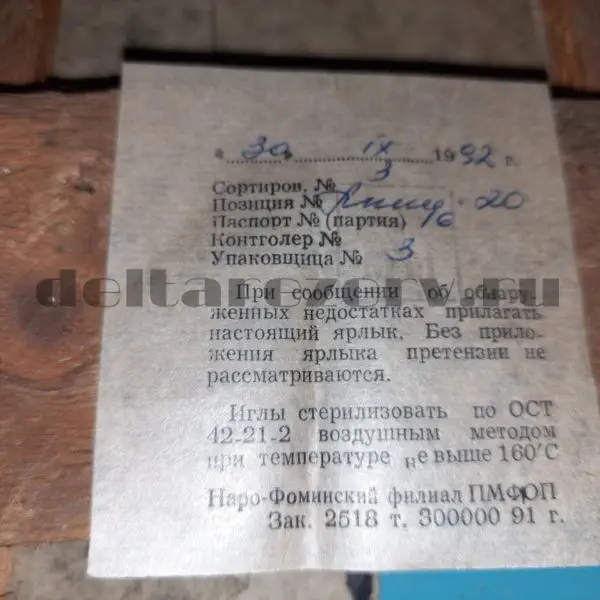 " 30 " IX 1992 г.
Сортиров. № 3
Позиция № - 20
Паспорт № (партия) 16
Контролер №
Упаковщица № 3
deltarezerv.ru
При сообщении об обнару-
женных недостатках прилагать
настоящий ярлык. Без прило-
жения ярлыка претензии не
рассматриваются.
Иглы стерилизовать по ОСТ
42-21-2 воздушным методом
при температуре не выше 160°С
Наро-Фоминский филиал ПМФОП
Зак. 2518 т. 300000 91 г.